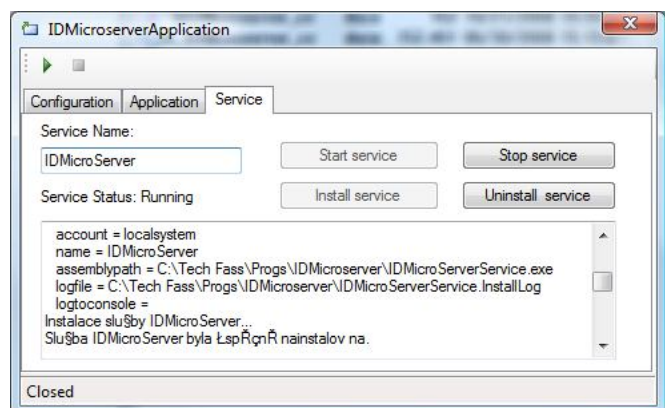 IDMicroserverApplication
Configuration Application Service
Service Name:
IDMicroServer
Start service Stop service
Service Status: Running
Install service Uninstall service
account = localsystem
name = IDMicroServer
assemblypath = C:\Tech Fass\Progs\IDMicroserver\IDMicroServerService.exe
logfile = C:\Tech Fass\Progs\IDMicroserver\IDMicroServerService.InstallLog
logtoconsole =
Instalace slu§by IDMicroServer...
Slu§ba IDMicroServer byla ŁspŘçnŘ nainstalov na.
Closed